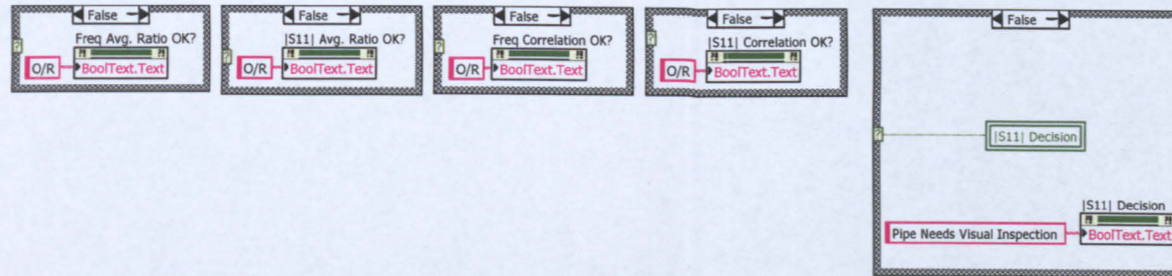 False
Freq Avg. Ratio OK?
O/R
BoolText.Text
False
|S11| Avg. Ratio OK?
O/R
BoolText.Text
False
Freq Correlation OK?
O/R
BoolText.Text
False
|S11| Correlation OK?
O/R
BoolText.Text
False
?
|S11| Decision
|S11| Decision
Pipe Needs Visual Inspection
BoolText.Text